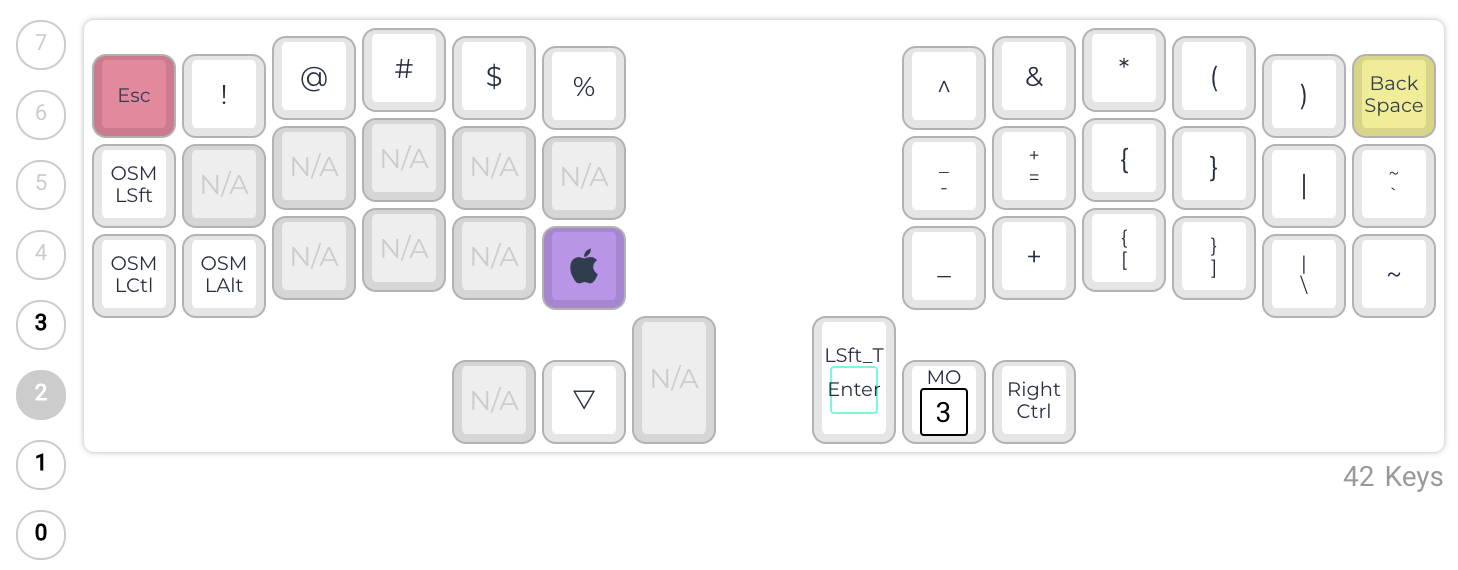 7
6
5
4
3
2
1
0
Esc
!
@
#
$
%
^
&
*
(
)
Back
Space
OSM
LSft
N/A
N/A
N/A
N/A
N/A
_
-
+
=
{
}
|
~
`
OSM
LCtl
OSM
LAlt
N/A
N/A
N/A
_
+
{
[
}
]
|
\
~
N/A
▽
N/A
LSft_T
Enter
MO
3
Right
Ctrl
42 Keys